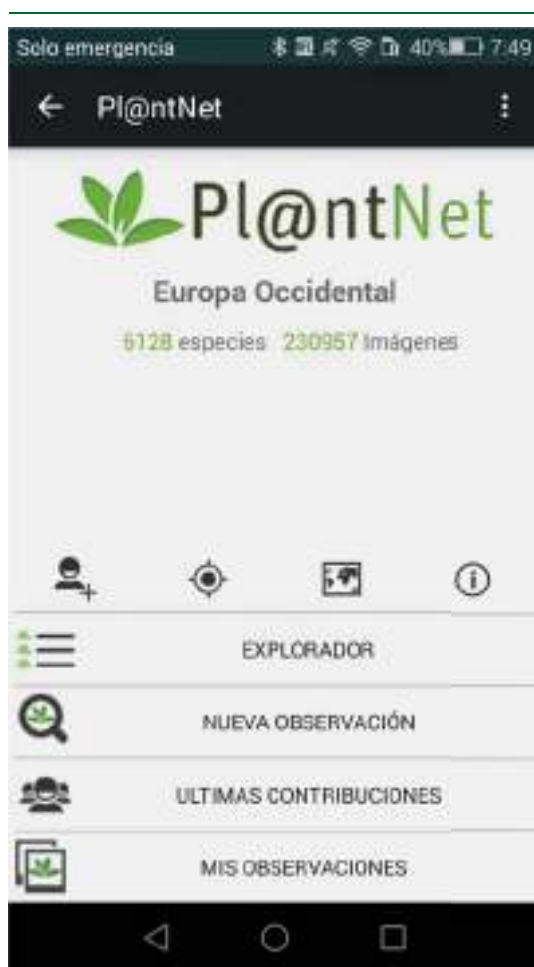 Solo emergencia 40% 7:49
Pl@ntNet
Pl@ntNet
Europa Occidental
6128 especies 230957 Imágenes
EXPLORADOR
NUEVA OBSERVACIÓN
ULTIMAS CONTRIBUCIONES
MIS OBSERVACIONES